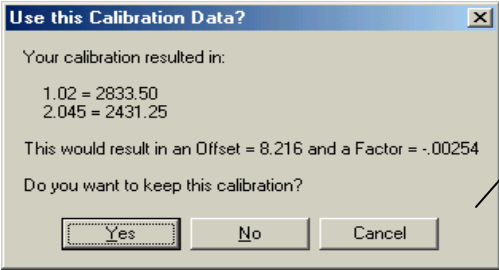 Use this Calibration Data?
Your calibration resulted in:
1.02 = 2833.50
2.045 = 2431.25
This would result in an Offset = 8.216 and a Factor = -.00254
Do you want to keep this calibration?
Yes No Cancel